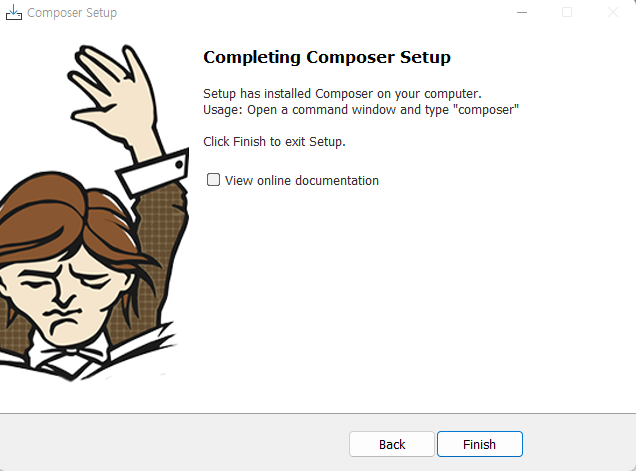 Composer Setup
Completing Composer Setup
Setup has installed Composer on your computer.
Usage: Open a command window and type "composer"
Click Finish to exit Setup.
View online documentation
Back
Finish